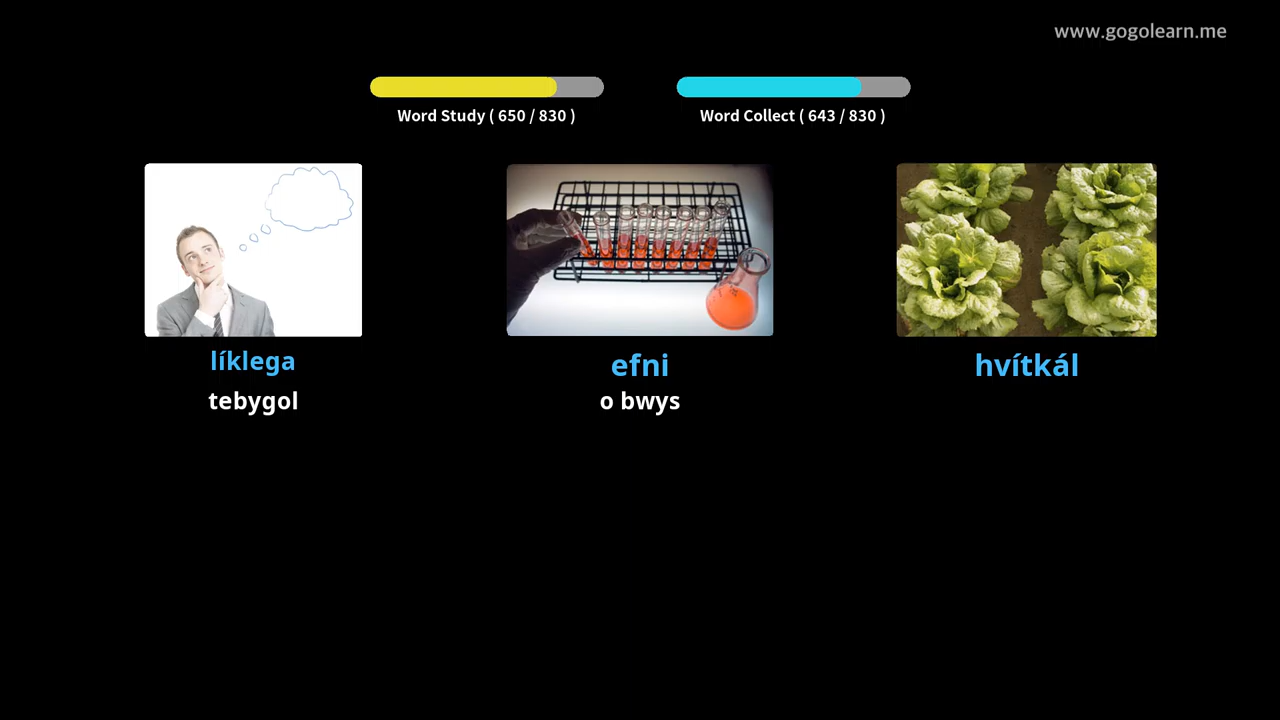 www.gogolearn.me
Word Study ( 650 / 830 )
Word Collect ( 643 / 830 )
líklega
efni
hvítkál
tebygol
o bwys